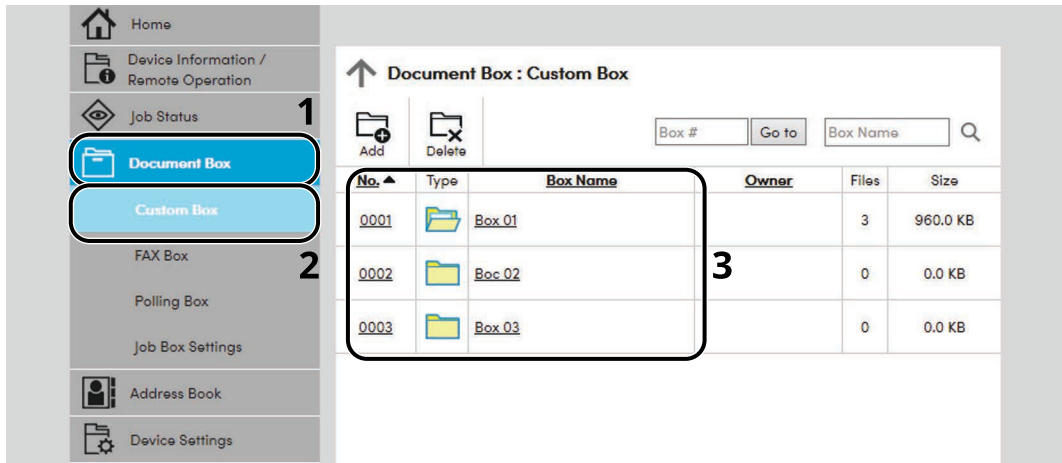 Home
Device Information /
Remote Operation
Job Status
1
Document Box
Custom Box
2
FAX Box
Polling Box
Job Box Settings
Address Book
Device Settings
Document Box : Custom Box
Add
Delete
Box #
Go to
Box Name
No. Type Box Name Owner Files Size
0001 Box 01 3 960.0 KB
0002 Boc 02 3 0 0.0 KB
0003 Box 03 0 0.0 KB